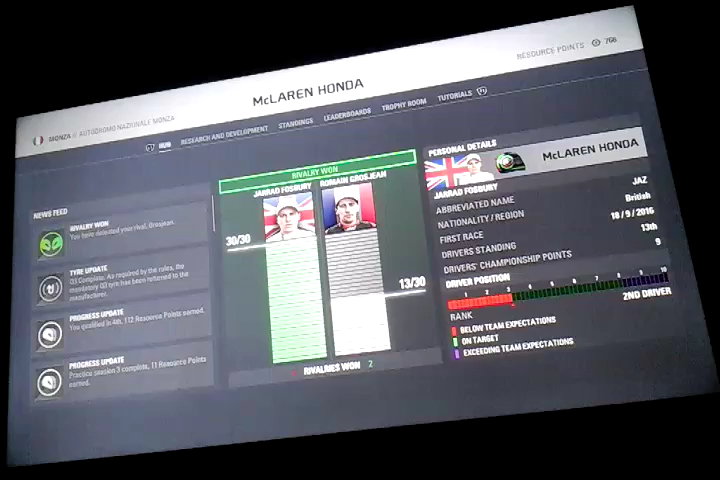 McLAREN HONDA
RESOURCE POINTS 766
MONZA // AUTODROMO NAZIONALE MONZA
HUB RESEARCH AND DEVELOPMENT STANDINGS LEADERBOARDS TROPHY ROOM TUTORIALS
NEWS FEED
RIVALRY WON
You have defeated your rival, Grosjean.
TYRE UPDATE
Q3 Complete. As required by the rules, the
mandatory Q3 tyre has been returned to the
manufacturer.
PROGRESS UPDATE
You qualified in 4th, 112 Resource Points earned.
PROGRESS UPDATE
Practice session 3 complete, 11 Resource Points
earned.
RIVALRY WON
JARRAD FOSBURY ROMAIN GROSJEAN
30/30
13/30
RIVALRIES WON 2
PERSONAL DETAILS
McLAREN HONDA
JARRAD FOSBURY
ABBREVIATED NAME JAZ
NATIONALITY / REGION British
FIRST RACE 18 / 9 / 2016
DRIVERS STANDING 13th
DRIVERS' CHAMPIONSHIP POINTS 9
DRIVER POSITION
1 2 3 4 5 6 7 8 9 10
RANK 2ND DRIVER
BELOW TEAM EXPECTATIONS
ON TARGET
EXCEEDING TEAM EXPECTATIONS